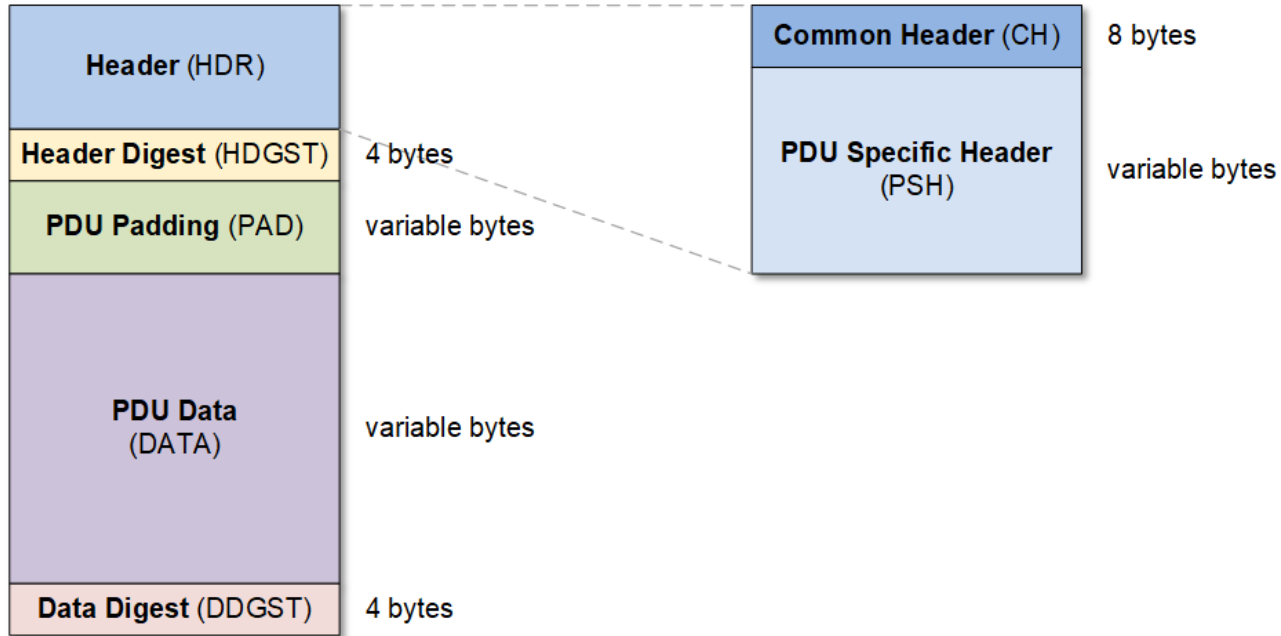 Header (HDR)
Header Digest (HDGST)
4 bytes
PDU Padding (PAD)
variable bytes
PDU Data
(DATA)
variable bytes
Data Digest (DDGST)
4 bytes
Common Header (CH)
8 bytes
PDU Specific Header
(PSH)
variable bytes